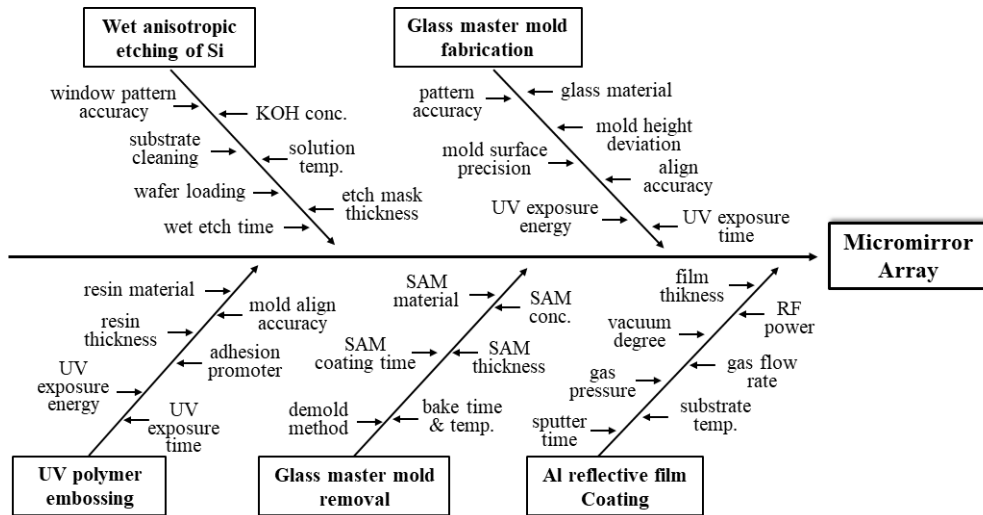 Wet anisotropic
etching of Si
window pattern
accuracy
KOH conc.
substrate
cleaning
solution
temp.
wafer loading
etch mask
thickness
wet etch time
Glass master mold
fabrication
pattern
accuracy
glass material
mold height
deviation
mold surface
precision
align
accuracy
UV exposure
energy
UV exposure
time
Micromirror
Array
resin material
mold align
accuracy
resin
thickness
adhesion
promoter
UV
exposure
energy
UV
exposure
time
UV polymer
embossing
SAM
material
SAM
conc.
SAM
coating time
SAM
thickness
demold
method
bake time
& temp.
Glass master mold
removal
film
thikness
RF
power
vacuum
degree
gas flow
rate
gas
pressure
substrate
temp.
sputter
time
Al reflective film
Coating